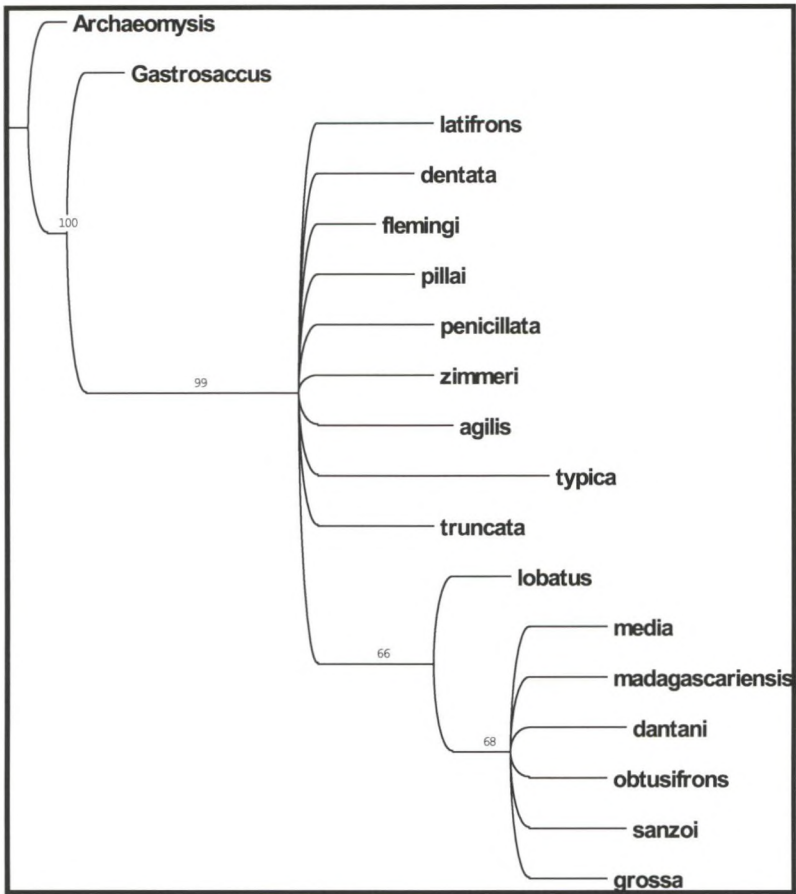 Archaeomysis
Gastrosaccus
latifrons
dentata
flemingi
100
pillai
penicillata
zimmeri
99
agilis
typica
truncata
lobatus
media
66
madagascariensis
dantani
68
obtusifrons
sanzoi
grossa